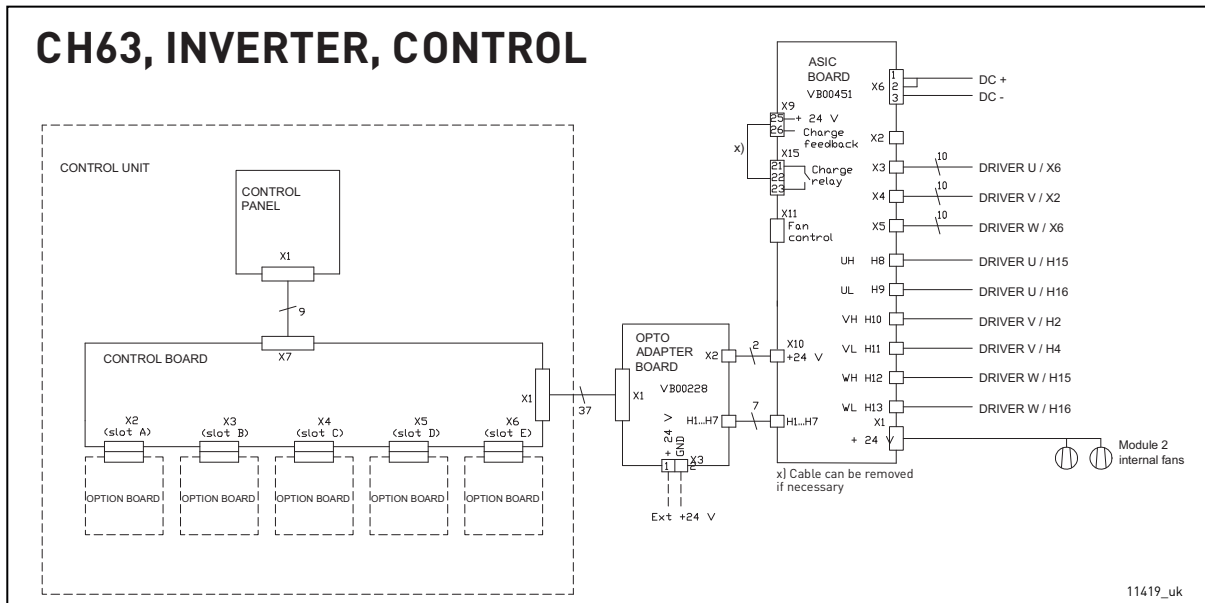 CH63, INVERTER, CONTROL
CONTROL UNIT
CONTROL
PANEL
X1
9
X7
CONTROL BOARD
X1
37
X2
(slot A)
X3
(slot B)
X4
(slot C)
X5
(slot D)
X6
(slot E)
OPTION BOARD
OPTION BOARD
OPTION BOARD
OPTION BOARD
OPTION BOARD
OPTO
ADAPTER
BOARD
VB00228
X1
X2
2
H1...H7
7
+ 24 V
GND
X3
1
2
Ext +24 V
ASIC
BOARD
VB00451
X9
25
+ 24 V
26
Charge
feedback
x)
X15
21
22
23
Charge
relay
X11
Fan
control
X10
+24 V
H1...H7
X6
1
2
3
DC +
DC -
X2
X3
10
DRIVER U / X6
X4
10
DRIVER V / X2
X5
10
DRIVER W / X6
UH H8
DRIVER U / H15
UL H9
DRIVER U / H16
VH H10
DRIVER V / H2
VL H11
DRIVER V / H4
WH H12
DRIVER W / H15
WL H13
DRIVER W / H16
X1
+ 24 V
Module 2
internal fans
x) Cable can be removed
if necessary
11419_uk